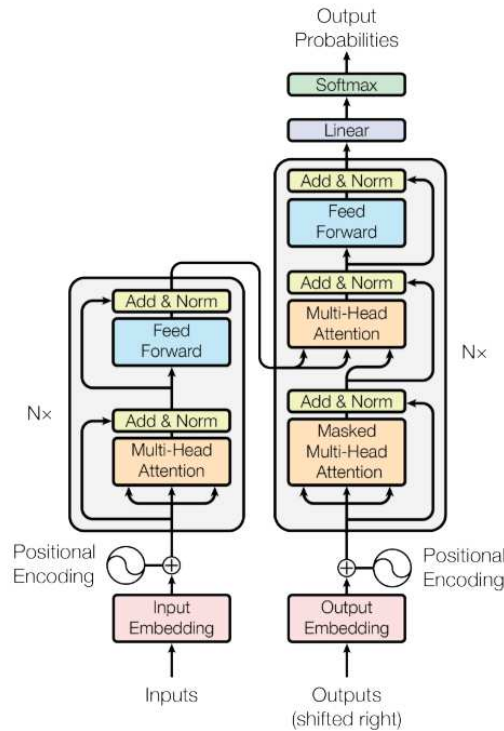 Output
Probabilities
Softmax
Linear
Add & Norm
Feed
Forward
Add & Norm
Multi-Head
Attention
Add & Norm
Masked
Multi-Head
Attention
N×
Add & Norm
Feed
Forward
Add & Norm
Multi-Head
Attention
N×
Positional
Encoding
Positional
Encoding
Input
Embedding
Output
Embedding
Inputs
Outputs
(shifted right)